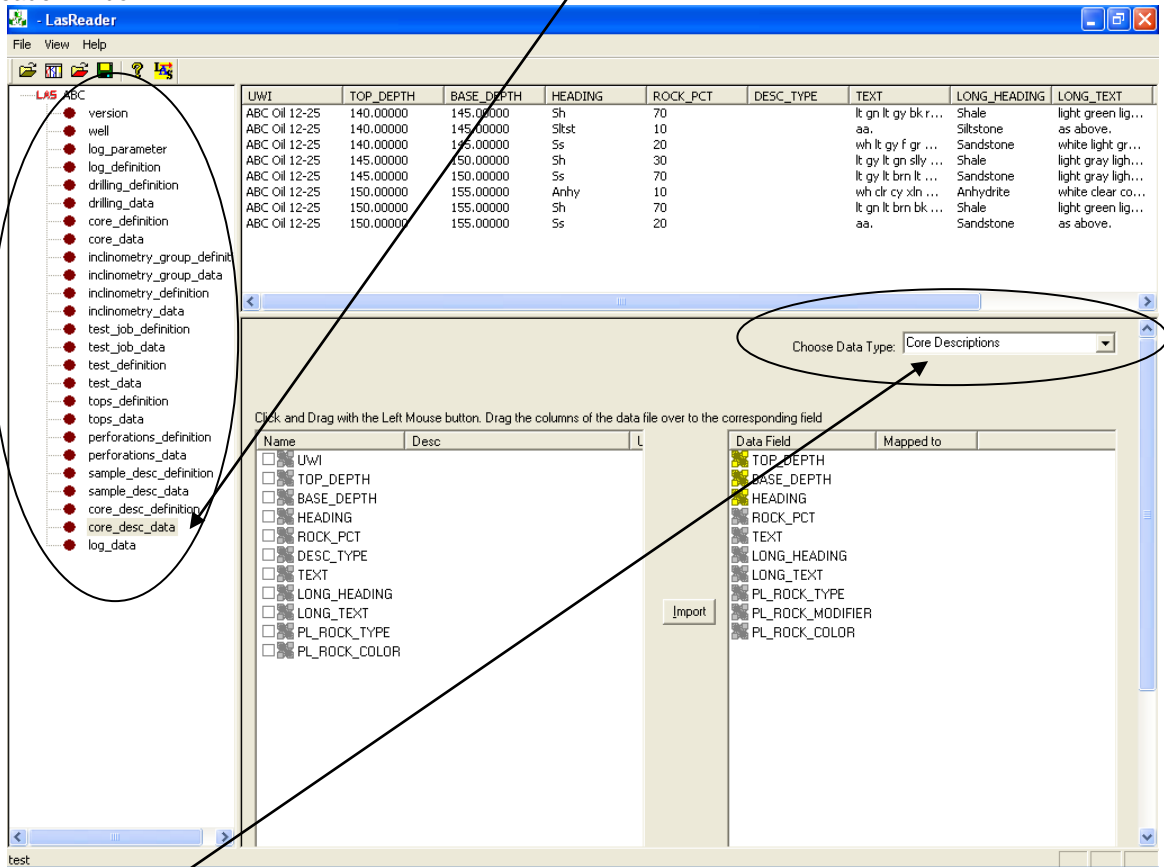 - LasReader
File View Help
LAS ABC
version
well
log_parameter
log_definition
drilling_definition
drilling_data
core_definition
core_data
inclinometry_group_definit
inclinometry_group_data
inclinometry_definition
inclinometry_data
test_job_definition
test_job_data
test_definition
test_data
tops_definition
tops_data
perforations_definition
perforations_data
sample_desc_definition
sample_desc_data
core_desc_definition
core_desc_data
log_data
UWI TOP_DEPTH BASE_DEPTH HEADING ROCK_PCT DESC_TYPE TEXT LONG_HEADING LONG_TEXT
ABC Oil 12-25 140.00000 145.00000 Sh 70 lt gn lt gy bk r... Shale light green lig...
ABC Oil 12-25 140.00000 145.00000 Sltst 10 aa. Siltstone as above.
ABC Oil 12-25 140.00000 145.00000 Ss 20 wh lt gy f gr ... Sandstone white light gr...
ABC Oil 12-25 145.00000 150.00000 Sh 30 lt gy lt gn slly ... Shale light gray ligh...
ABC Oil 12-25 145.00000 150.00000 Ss 70 lt gy lt brn lt ... Sandstone light gray ligh...
ABC Oil 12-25 150.00000 155.00000 Anhy 10 wh clr cy xln ... Anhydrite white clear co...
ABC Oil 12-25 150.00000 155.00000 Sh 70 lt gn lt brn bk ... Shale light green lig...
ABC Oil 12-25 150.00000 155.00000 Ss 20 aa. Sandstone as above.
Choose Data Type: Core Descriptions
Click and Drag with the Left Mouse button. Drag the columns of the data file over to the corresponding field
Name Desc
UWI
TOP_DEPTH
BASE_DEPTH
HEADING
ROCK_PCT
DESC_TYPE
TEXT
LONG_HEADING
LONG_TEXT
PL_ROCK_TYPE
PL_ROCK_COLOR
Import
Data Field Mapped to
TOP_DEPTH
BASE_DEPTH
HEADING
ROCK_PCT
TEXT
LONG_HEADING
LONG_TEXT
PL_ROCK_TYPE
PL_ROCK_MODIFIER
PL_ROCK_COLOR
test